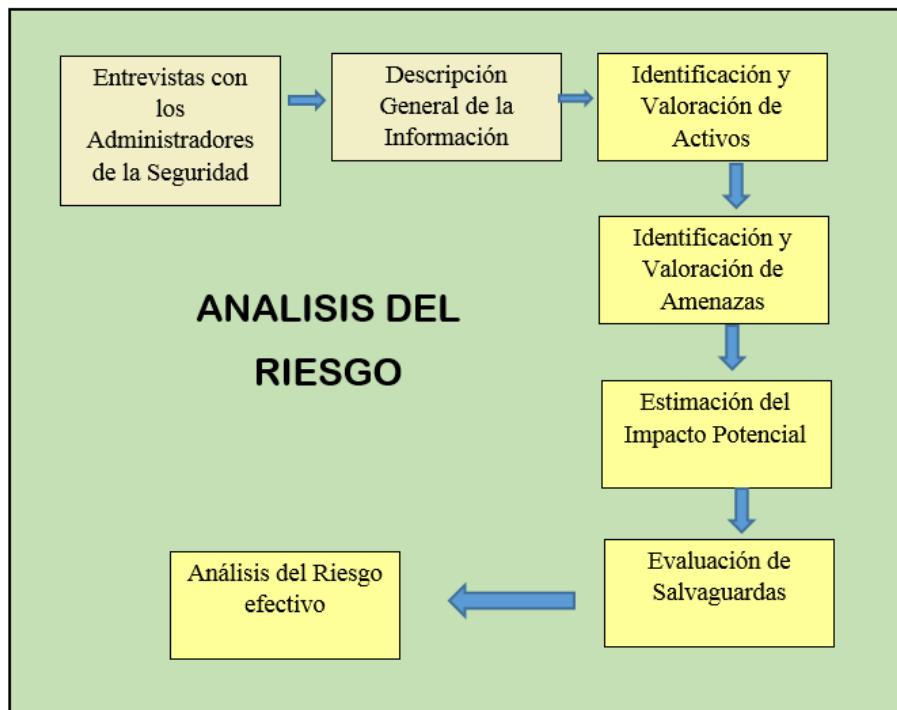 Entrevistas con
los
Administradores
de la Seguridad
Descripción
General de la
Información
Identificación y
Valoración de
Activos
Identificación y
Valoración de
Amenazas
ANALISIS DEL
RIESGO
Estimación del
Impacto Potencial
Evaluación de
Salvaguardas
Análisis del Riesgo
efectivo